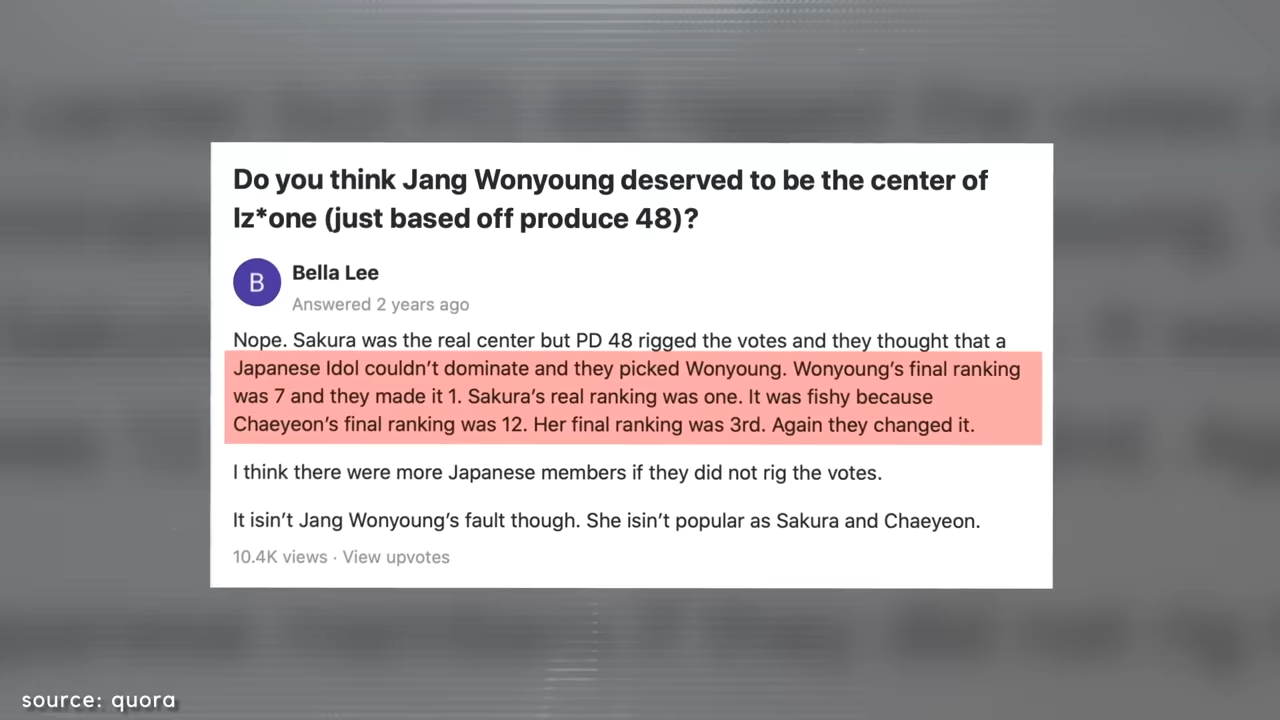 Do you think Jang Wonyoung deserved to be the center of
Iz*one (just based off produce 48)?
B
Bella Lee
Answered 2 years ago
Nope. Sakura was the real center but PD 48 rigged the votes and they thought that a
Japanese Idol couldn't dominate and they picked Wonyoung. Wonyoung's final ranking
was 7 and they made it 1. Sakura's real ranking was one. It was fishy because
Chaeyeon's final ranking was 12. Her final ranking was 3rd. Again they changed it.
I think there were more Japanese members if they did not rig the votes.
It isin't Jang Wonyoung's fault though. She isin't popular as Sakura and Chaeyeon.
10.4K views · View upvotes
source: quora